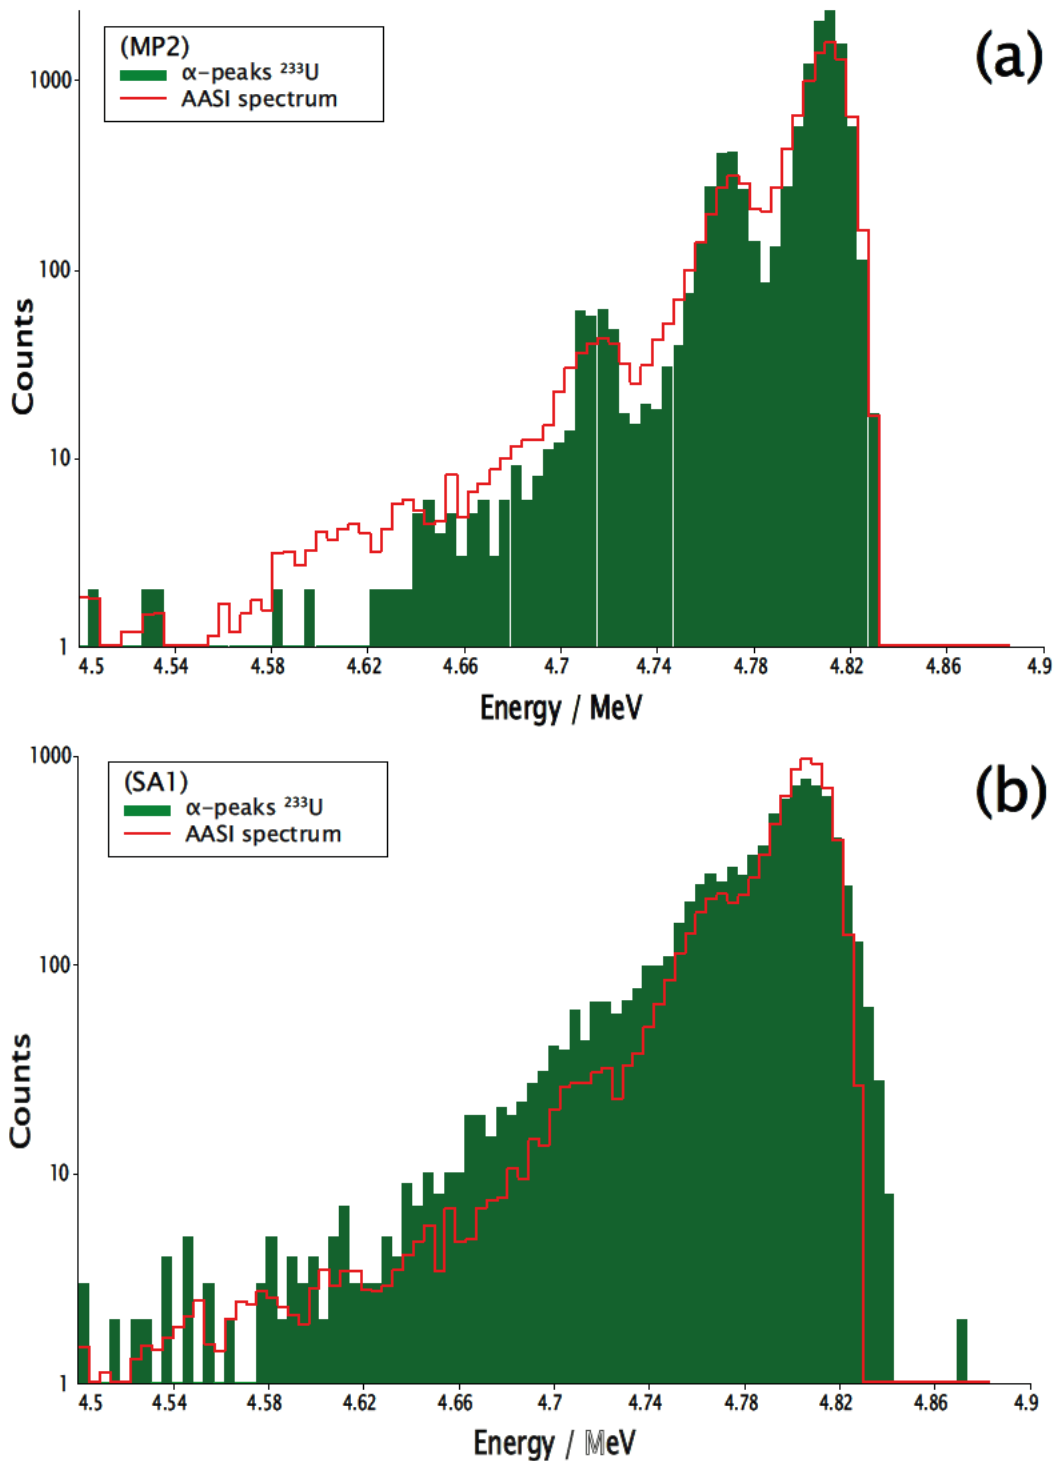 (a)
(MP2)
α-peaks ²³³U
AASI spectrum
1000
100
10
1
Counts
4.5 4.54 4.58 4.62 4.66 4.7 4.74 4.78 4.82 4.86 4.9
Energy / MeV
(b)
(SA1)
α-peaks ²³³U
AASI spectrum
1000
100
10
1
Counts
4.5 4.54 4.58 4.62 4.66 4.7 4.74 4.78 4.82 4.86 4.9
Energy / MeV